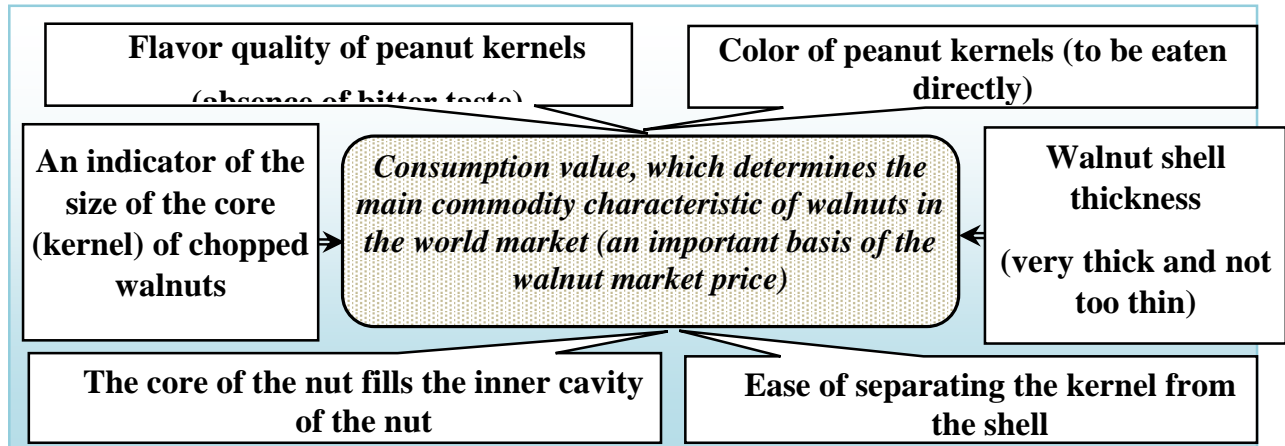 Flavor quality of peanut kernels
(absence of bitter taste)
Color of peanut kernels (to be eaten
directly)
An indicator of the
size of the core
(kernel) of chopped
walnuts
Consumption value, which determines the
main commodity characteristic of walnuts in
the world market (an important basis of the
walnut market price)
Walnut shell
thickness
(very thick and not
too thin)
The core of the nut fills the inner cavity
of the nut
Ease of separating the kernel from
the shell